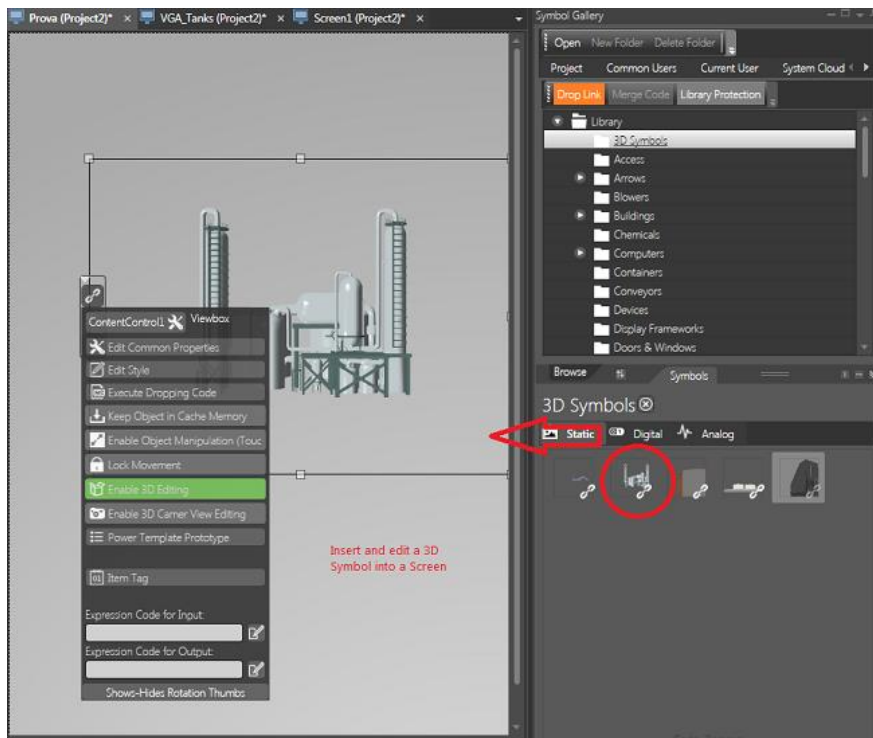 Prova (Project2)*
VGA_Tanks (Project2)*
Screen1 (Project2)*
Symbol Gallery
Open New Folder Delete Folder
Project Common Users Current User System Cloud
Drop Link Merge Code Library Protection
Library
3D Symbols
Access
Arrows
Blowers
Buildings
Chemicals
Computers
Containers
Conveyors
Devices
Display Frameworks
Doors & Windows
Browse
Symbols
3D Symbols
Static Digital Analog
ContentControl1 Viewbox
Edit Common Properties
Edit Style
Execute Dropping Code
Keep Object in Cache Memory
Enable Object Manipulation (Touc
Lock Movement
Enable 3D Editing
Enable 3D Camer View Editing
Power Template Prototype
01 Item Tag
Expression Code for Input:
Expression Code for Output:
Shows-Hides Rotation Thumbs
Insert and edit a 3D
Symbol into a Screen